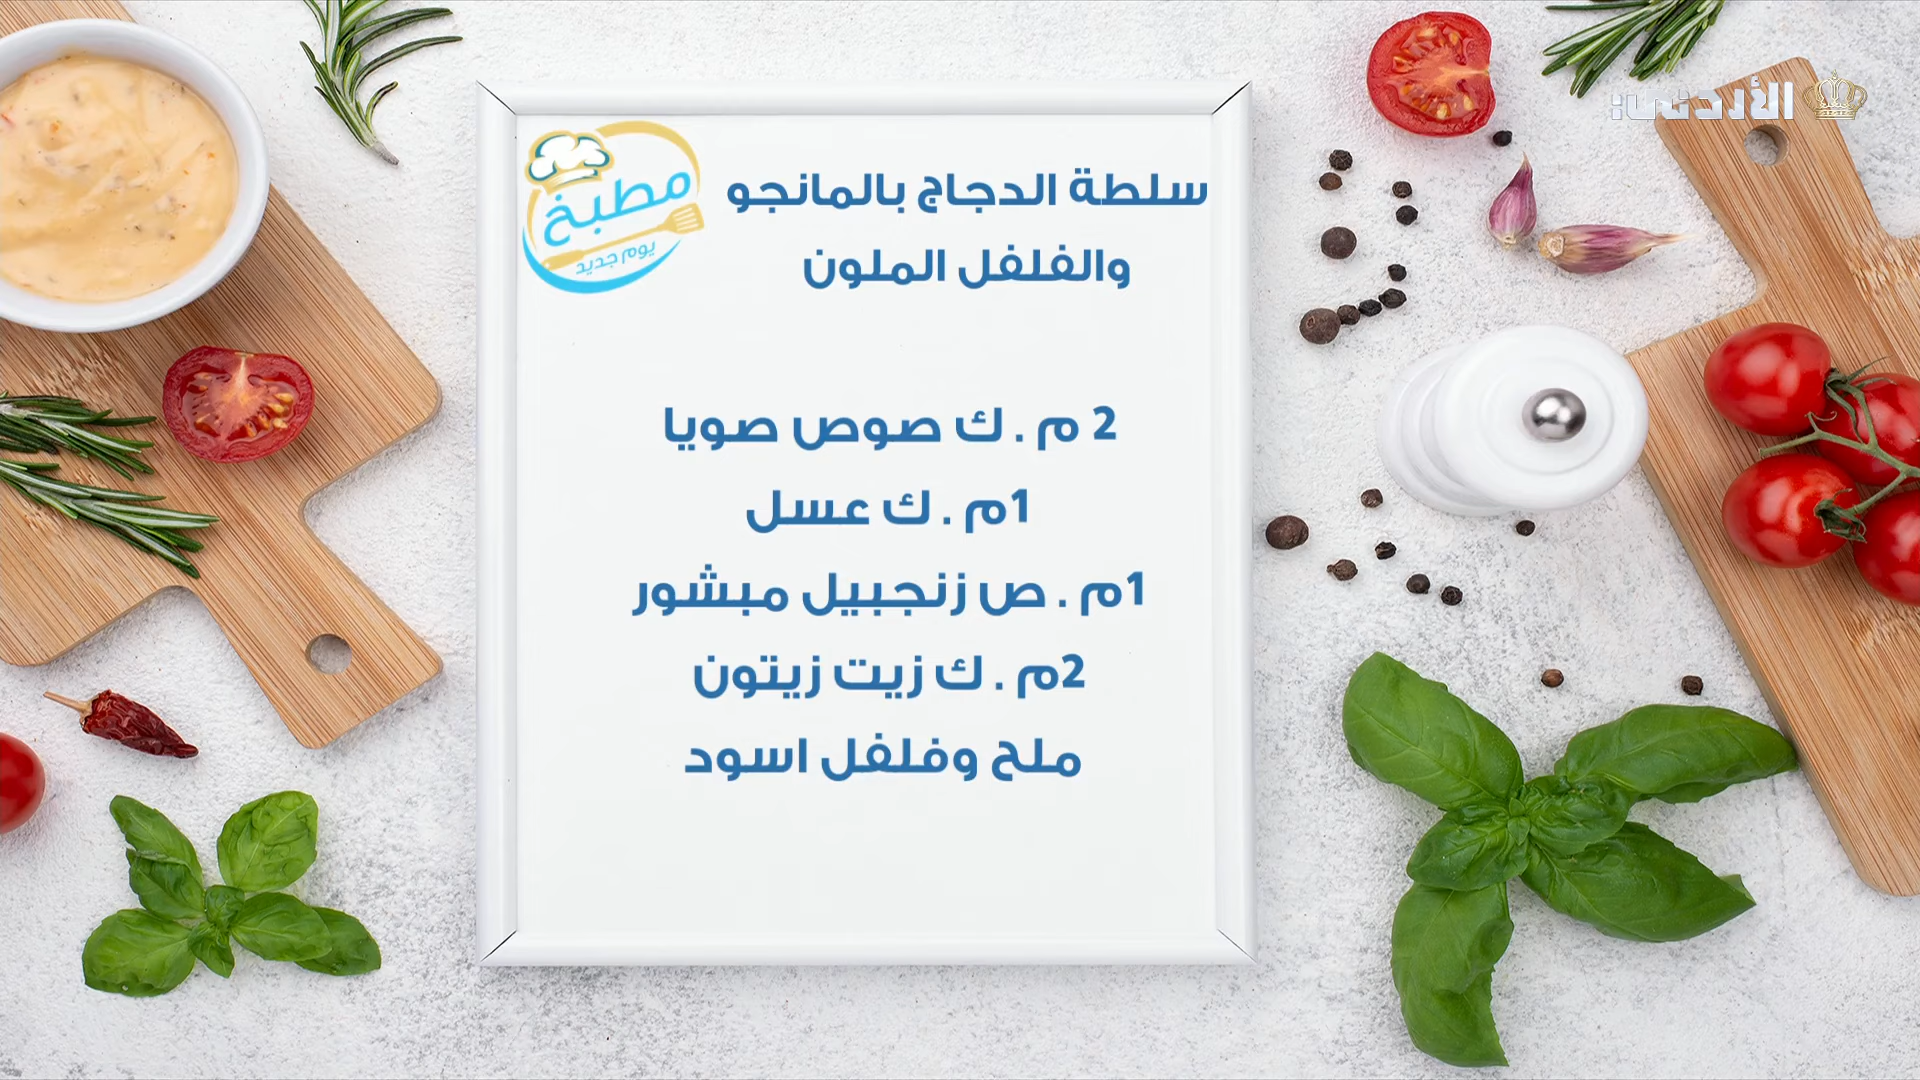 الأردني:
مطبخ
يوم جديد
سلطة الدجاج بالمانجو
والفلفل الملون
2 م . ك صوص صويا
1م . ك عسل
1م . ص زنجبيل مبشور
2م . ك زيت زيتون
ملح وفلفل اسود